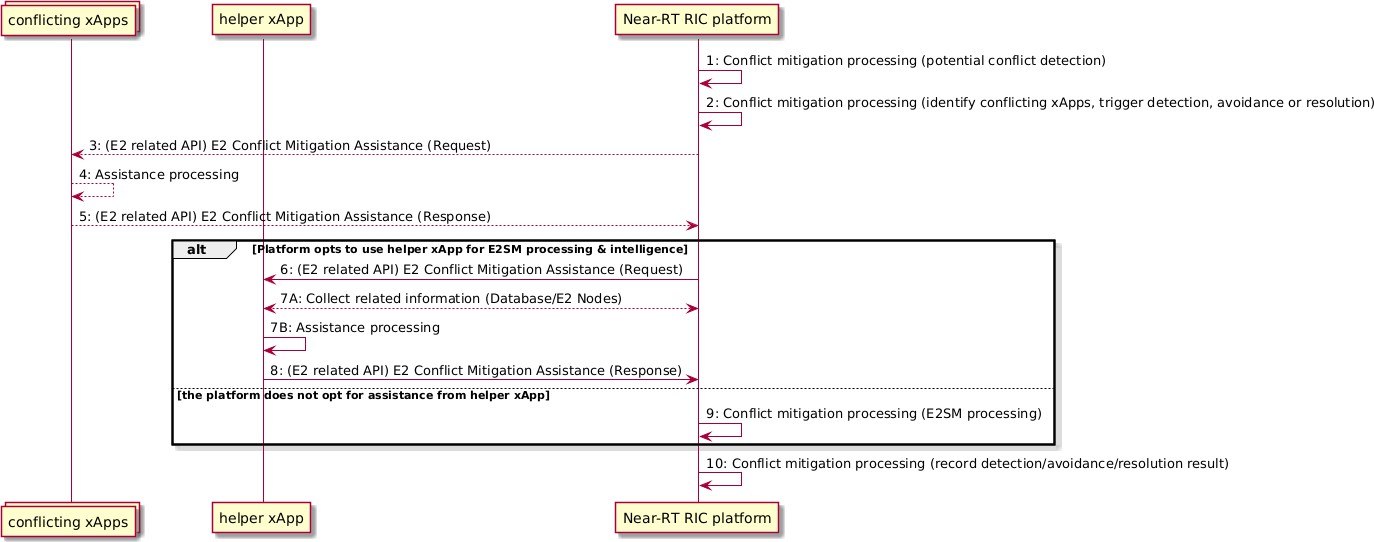 conflicting xApps
helper xApp
Near-RT RIC platform
1: Conflict mitigation processing (potential conflict detection)
2: Conflict mitigation processing (identify conflicting xApps, trigger detection, avoidance or resolution)
3: (E2 related API) E2 Conflict Mitigation Assistance (Request)
4: Assistance processing
5: (E2 related API) E2 Conflict Mitigation Assistance (Response)
alt
[Platform opts to use helper xApp for E2SM processing & intelligence]
6: (E2 related API) E2 Conflict Mitigation Assistance (Request)
7A: Collect related information (Database/E2 Nodes)
7B: Assistance processing
8: (E2 related API) E2 Conflict Mitigation Assistance (Response)
[the platform does not opt for assistance from helper xApp]
9: Conflict mitigation processing (E2SM processing)
10: Conflict mitigation processing (record detection/avoidance/resolution result)
conflicting xApps
helper xApp
Near-RT RIC platform